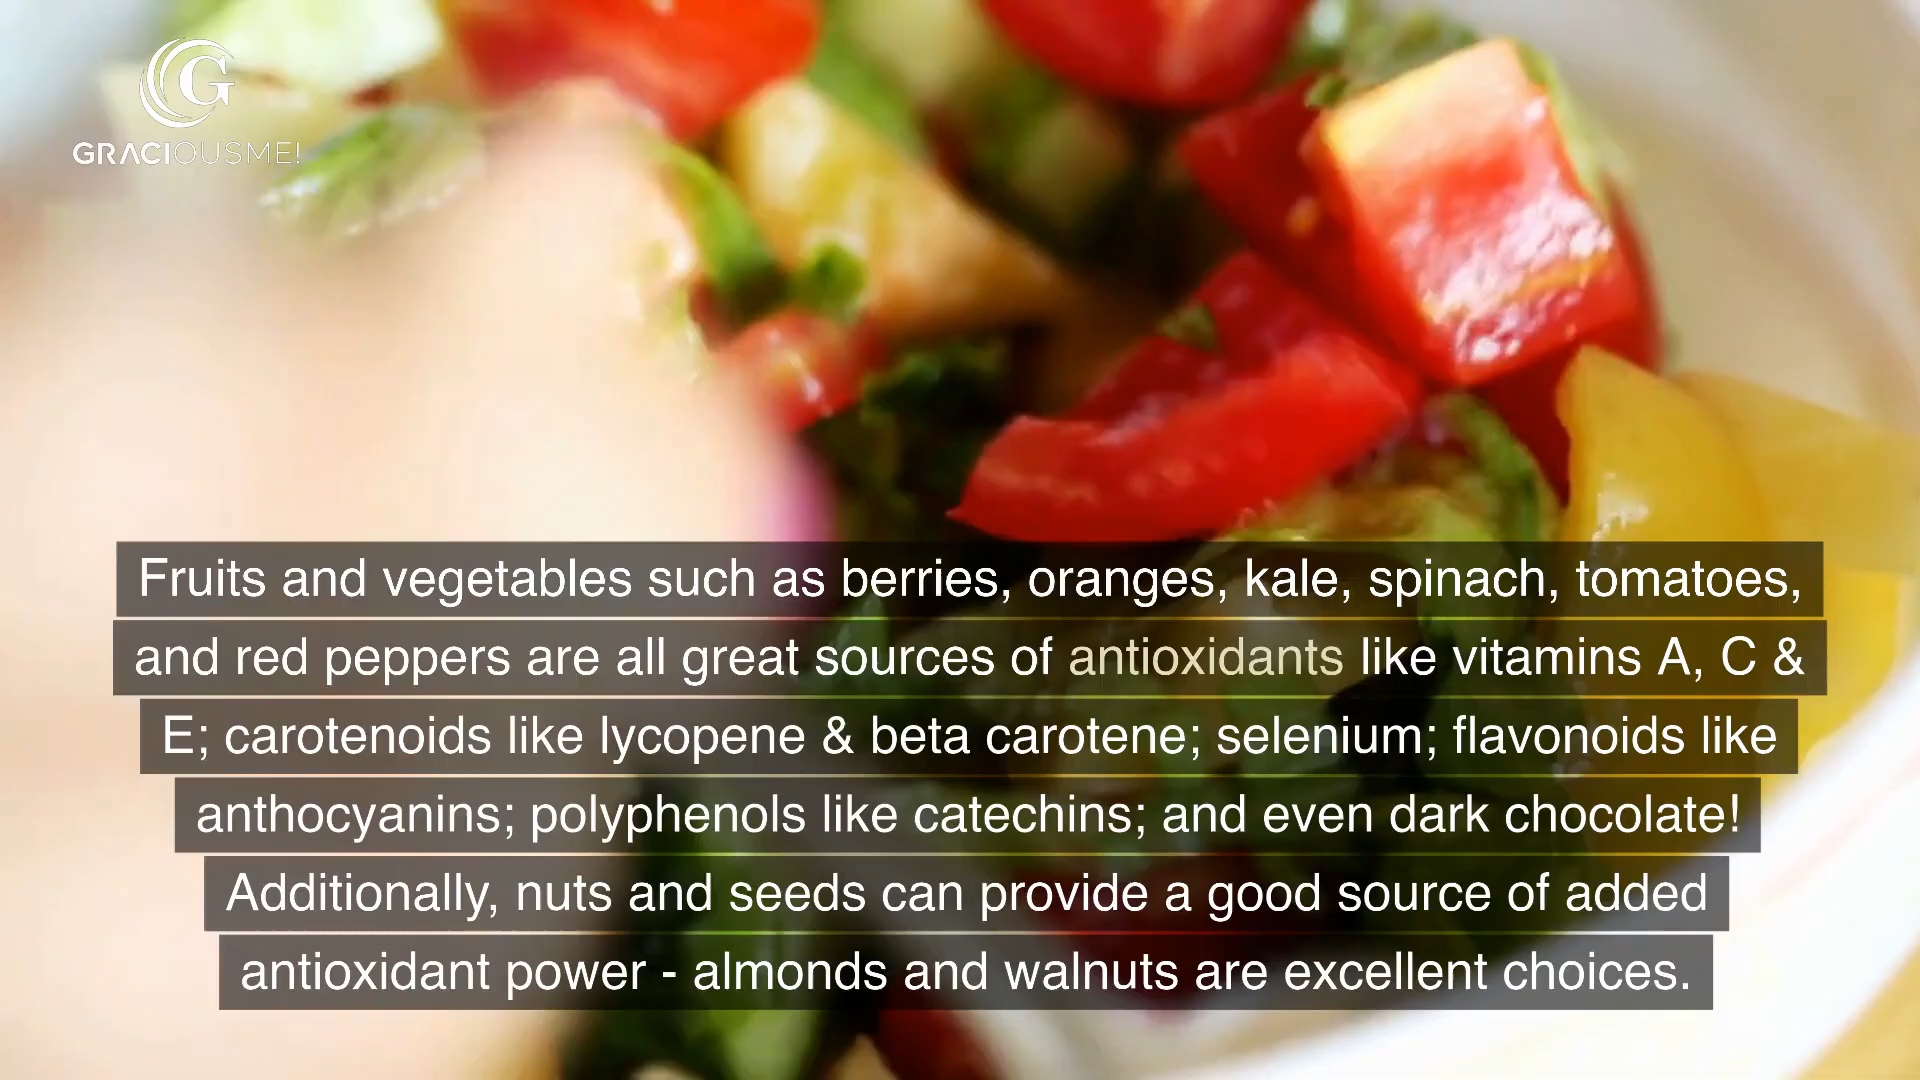 G
GRACIOUSME!
Fruits and vegetables such as berries, oranges, kale, spinach, tomatoes,
and red peppers are all great sources of antioxidants like vitamins A, C &
E; carotenoids like lycopene & beta carotene; selenium; flavonoids like
anthocyanins; polyphenols like catechins; and even dark chocolate!
Additionally, nuts and seeds can provide a good source of added
antioxidant power - almonds and walnuts are excellent choices.